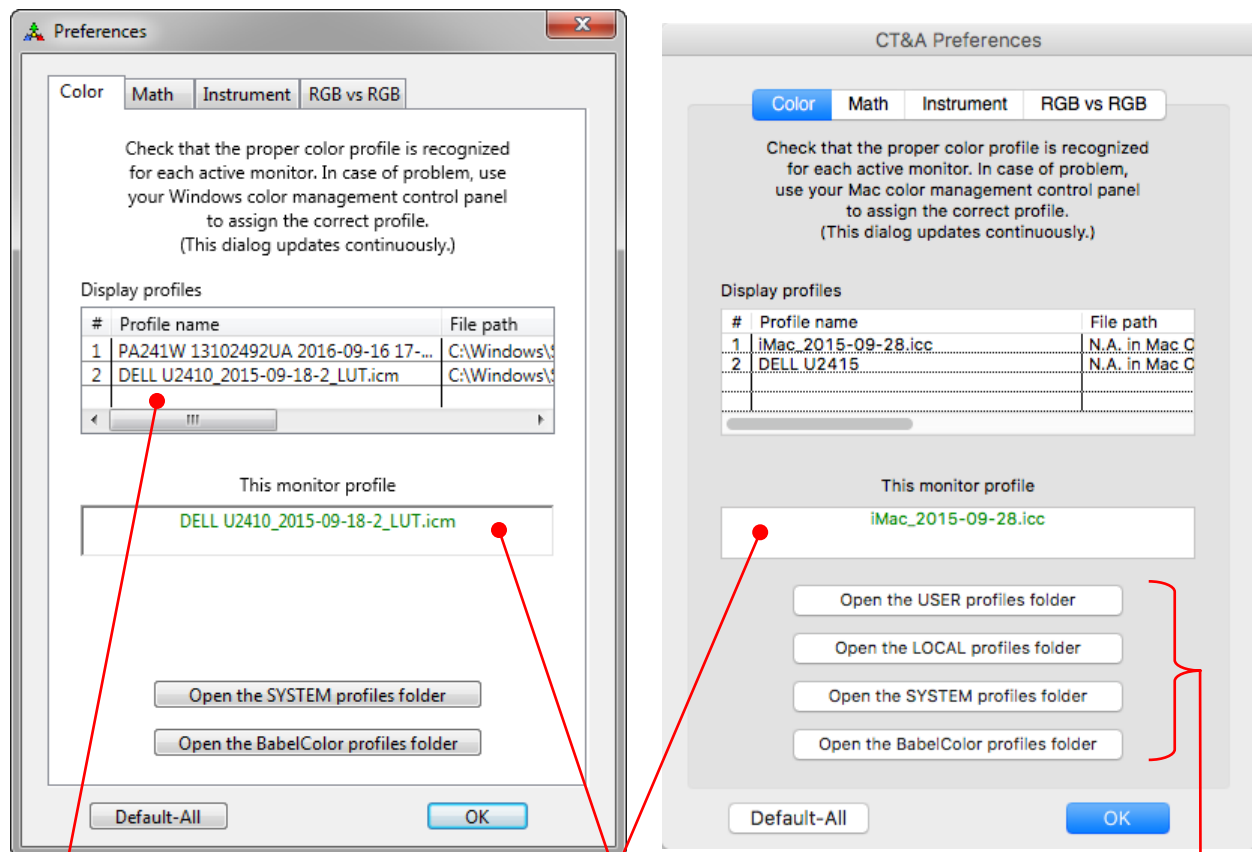 Preferences
Color Math Instrument RGB vs RGB
Check that the proper color profile is recognized
for each active monitor. In case of problem, use
your Windows color management control panel
to assign the correct profile.
(This dialog updates continuously.)
Display profiles
# Profile name File path
1 PA241W 13102492UA 2016-09-16 17-... C:\Windows\
2 DELL U2410_2015-09-18-2_LUT.icm C:\Windows\
This monitor profile
DELL U2410_2015-09-18-2_LUT.icm
Open the SYSTEM profiles folder
Open the BabelColor profiles folder
Default-All OK
CT&A Preferences
Color Math Instrument RGB vs RGB
Check that the proper color profile is recognized
for each active monitor. In case of problem,
use your Mac color management control panel
to assign the correct profile.
(This dialog updates continuously.)
Display profiles
# Profile name File path
1 iMac_2015-09-28.icc N.A. in Mac O
2 DELL U2415 N.A. in Mac O
This monitor profile
iMac_2015-09-28.icc
Open the USER profiles folder
Open the LOCAL profiles folder
Open the SYSTEM profiles folder
Open the BabelColor profiles folder
Default-All OK